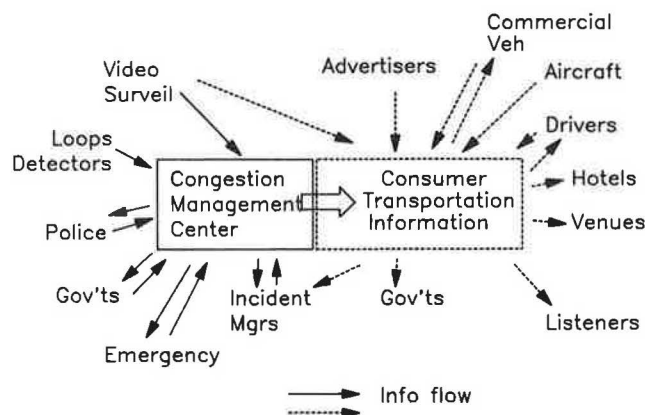 Commercial
Veh
Video
Surveil
Advertisers
Aircraft
Loops
Detectors
Drivers
Congestion
Management
Center
Consumer
Transportation
Information
Hotels
Police
Venues
Gov'ts
Incident
Mgrs
Gov'ts
Listeners
Emergency
Info flow